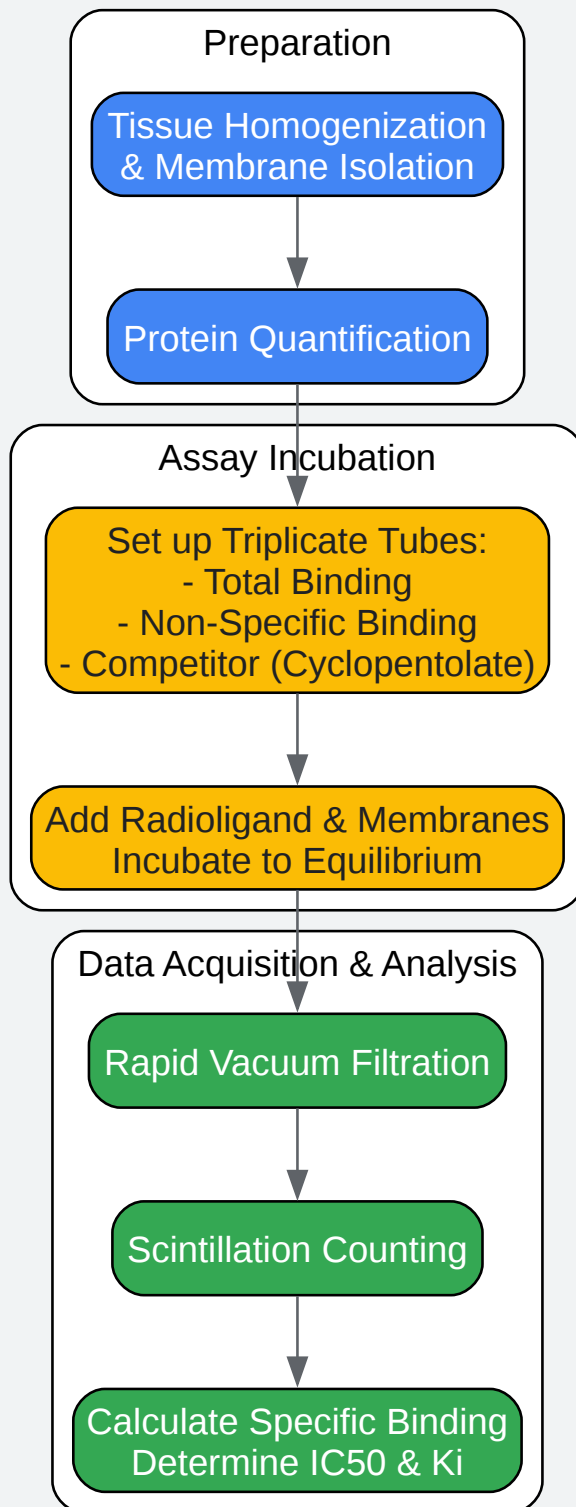 Preparation
Tissue Homogenization
& Membrane Isolation
Protein Quantification
Assay Incubation
Set up Triplicate Tubes:
- Total Binding
- Non-Specific Binding
- Competitor (Cyclopentolate)
Add Radioligand & Membranes
Incubate to Equilibrium
Data Acquisition & Analysis
Rapid Vacuum Filtration
Scintillation Counting
Calculate Specific Binding
Determine IC50 & Ki